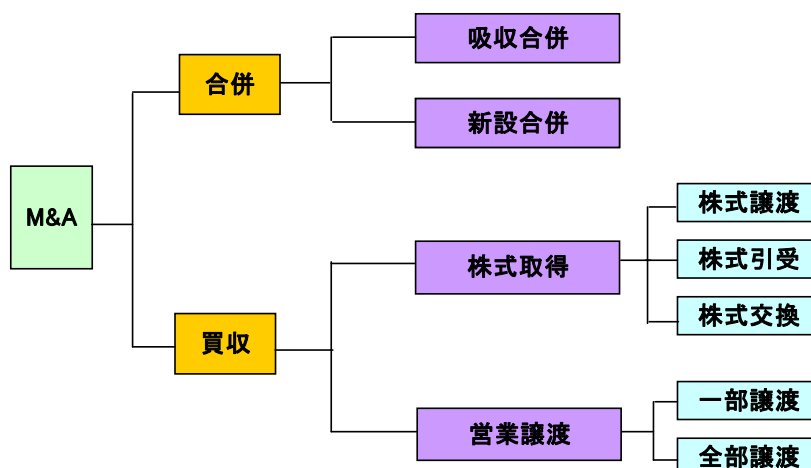 M&A
合併
吸収合併
新設合併
買収
株式取得
株式譲渡
株式引受
株式交換
営業譲渡
一部譲渡
全部譲渡